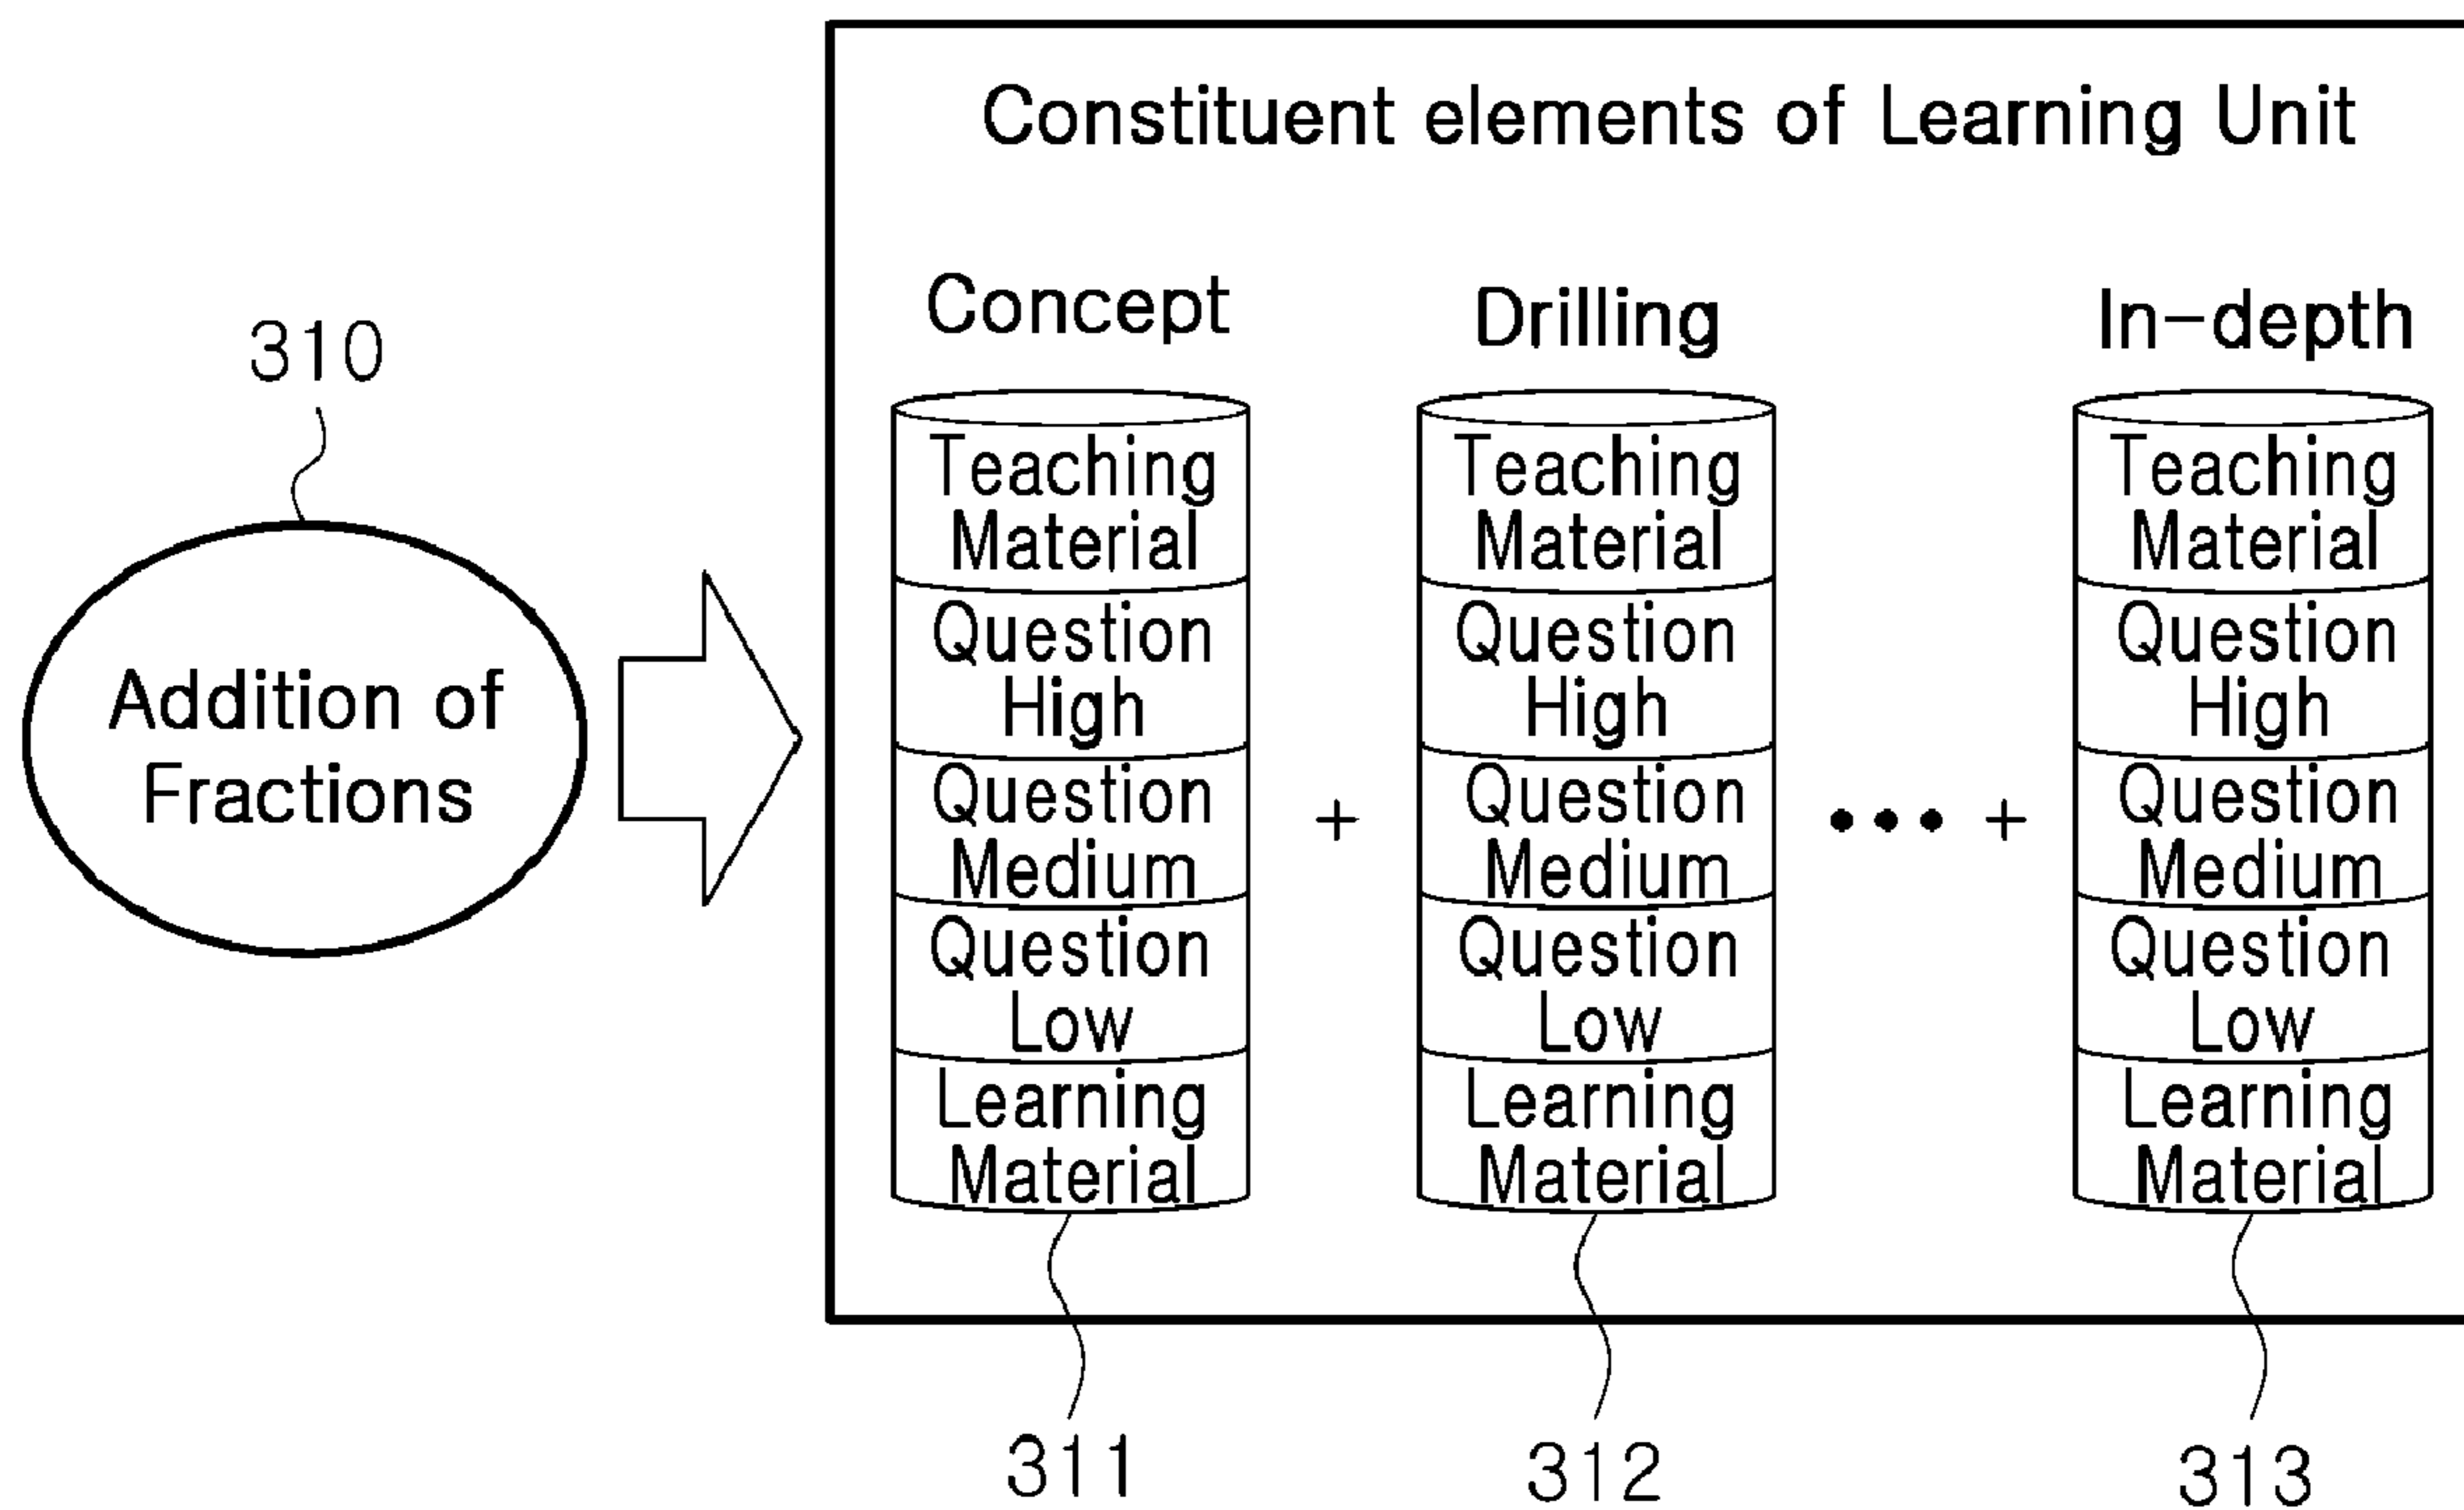 Constituent elements of Learning Unit
310
Addition of
Fractions
Concept
Teaching
Material
Question
High
Question
Medium
Question
Low
Learning
Material
311
+
Drilling
Teaching
Material
Question
High
Question
Medium
Question
Low
Learning
Material
312
••• +
In-depth
Teaching
Material
Question
High
Question
Medium
Question
Low
Learning
Material
313